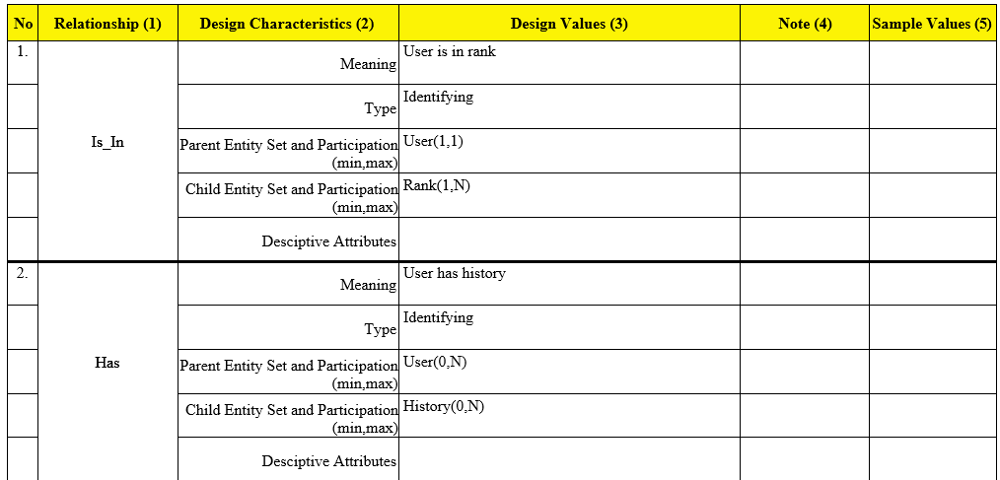 No Relationship (1) Design Characteristics (2) Design Values (3) Note (4) Sample Values (5)
1. Is_In Meaning User is in rank
Type Identifying
Parent Entity Set and Participation (min,max) User(1,1)
Child Entity Set and Participation (min,max) Rank(1,N)
Desciptive Attributes
2. Has Meaning User has history
Type Identifying
Parent Entity Set and Participation (min,max) User(0,N)
Child Entity Set and Participation (min,max) History(0,N)
Desciptive Attributes